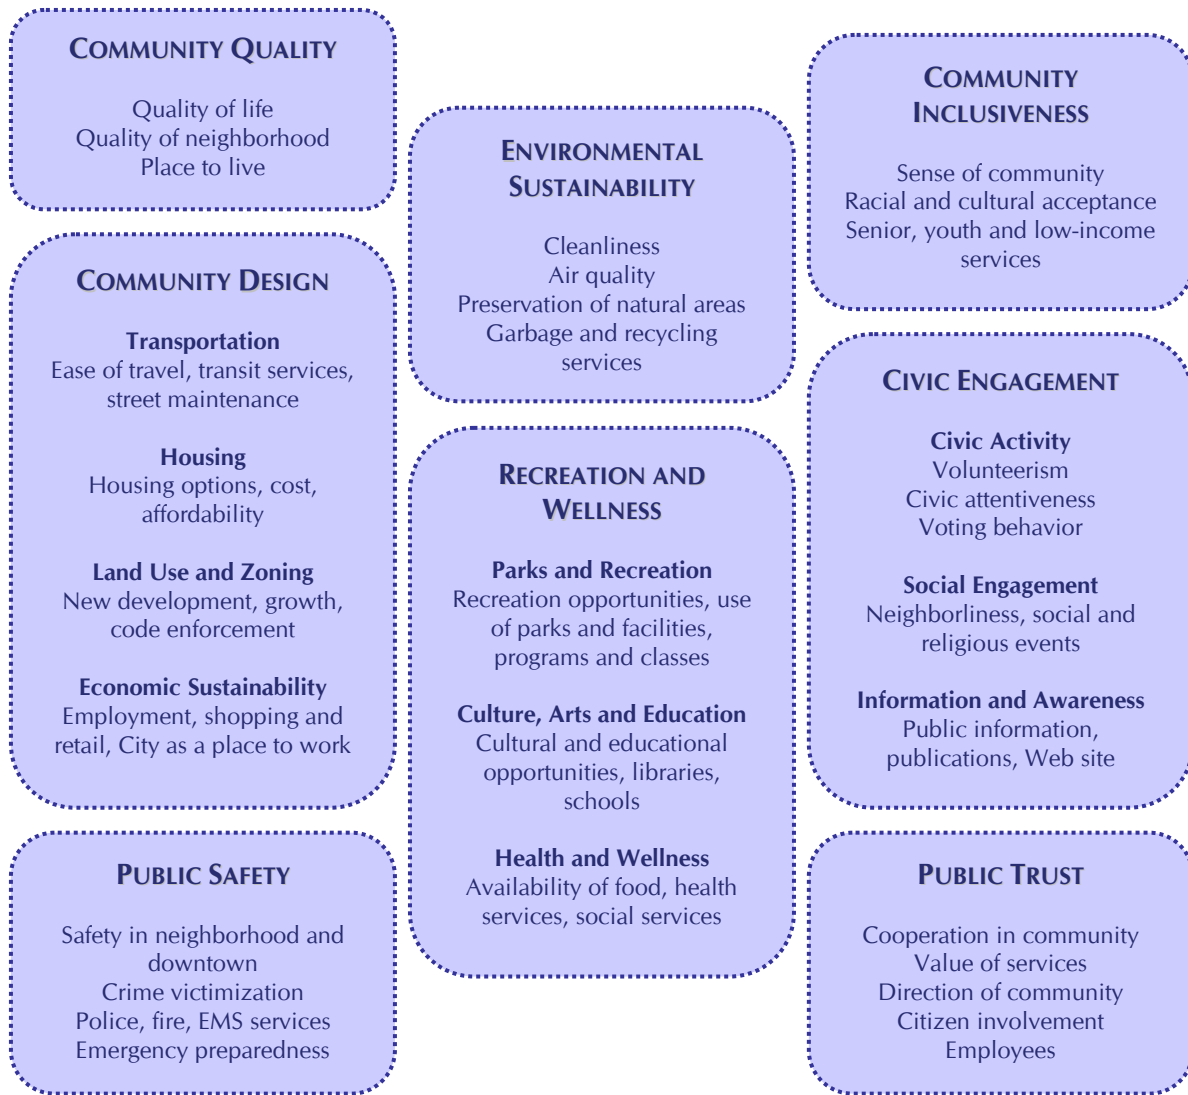 COMMUNITY QUALITY
Quality of life
Quality of neighborhood
Place to live
COMMUNITY DESIGN
Transportation
Ease of travel, transit services,
street maintenance
Housing
Housing options, cost,
affordability
Land Use and Zoning
New development, growth,
code enforcement
Economic Sustainability
Employment, shopping and
retail, City as a place to work
PUBLIC SAFETY
Safety in neighborhood and
downtown
Crime victimization
Police, fire, EMS services
Emergency preparedness
ENVIRONMENTAL
SUSTAINABILITY
Cleanliness
Air quality
Preservation of natural areas
Garbage and recycling
services
RECREATION AND
WELLNESS
Parks and Recreation
Recreation opportunities, use
of parks and facilities,
programs and classes
Culture, Arts and Education
Cultural and educational
opportunities, libraries,
schools
Health and Wellness
Availability of food, health
services, social services
COMMUNITY
INCLUSIVENESS
Sense of community
Racial and cultural acceptance
Senior, youth and low-income
services
CIVIC ENGAGEMENT
Civic Activity
Volunteerism
Civic attentiveness
Voting behavior
Social Engagement
Neighborliness, social and
religious events
Information and Awareness
Public information,
publications, Web site
PUBLIC TRUST
Cooperation in community
Value of services
Direction of community
Citizen involvement
Employees